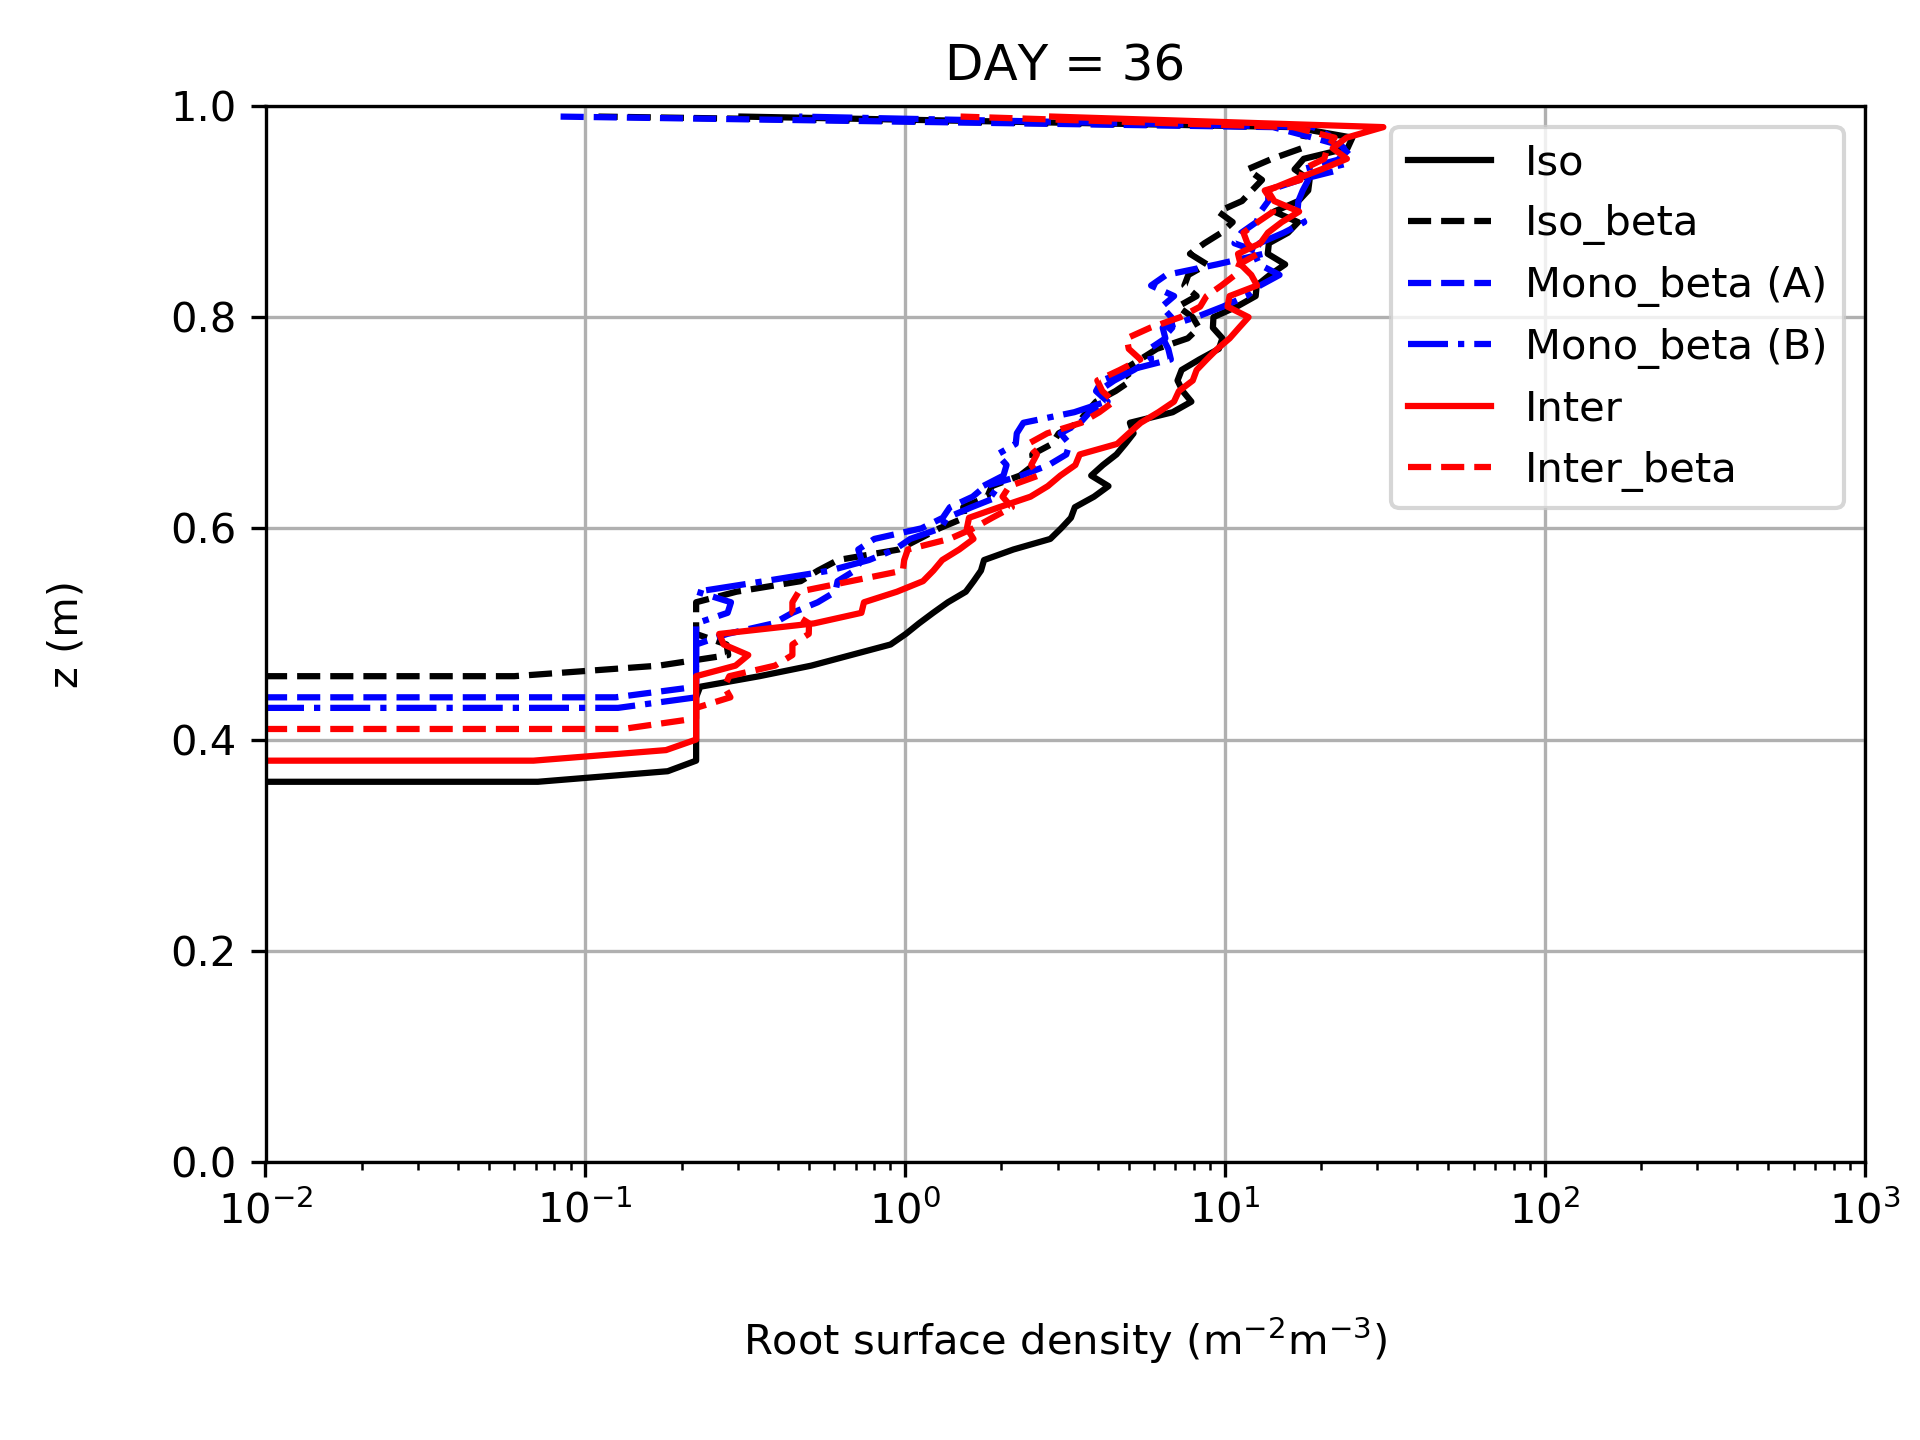 DAY = 36
1.0
0.8
0.6
0.4
0.2
0.0
z (m)
Iso
Iso_beta
Mono_beta (A)
Mono_beta (B)
Inter
Inter_beta
10⁻² 10⁻¹ 10⁰ 10¹ 10² 10³
Root surface density (m⁻²m⁻³)